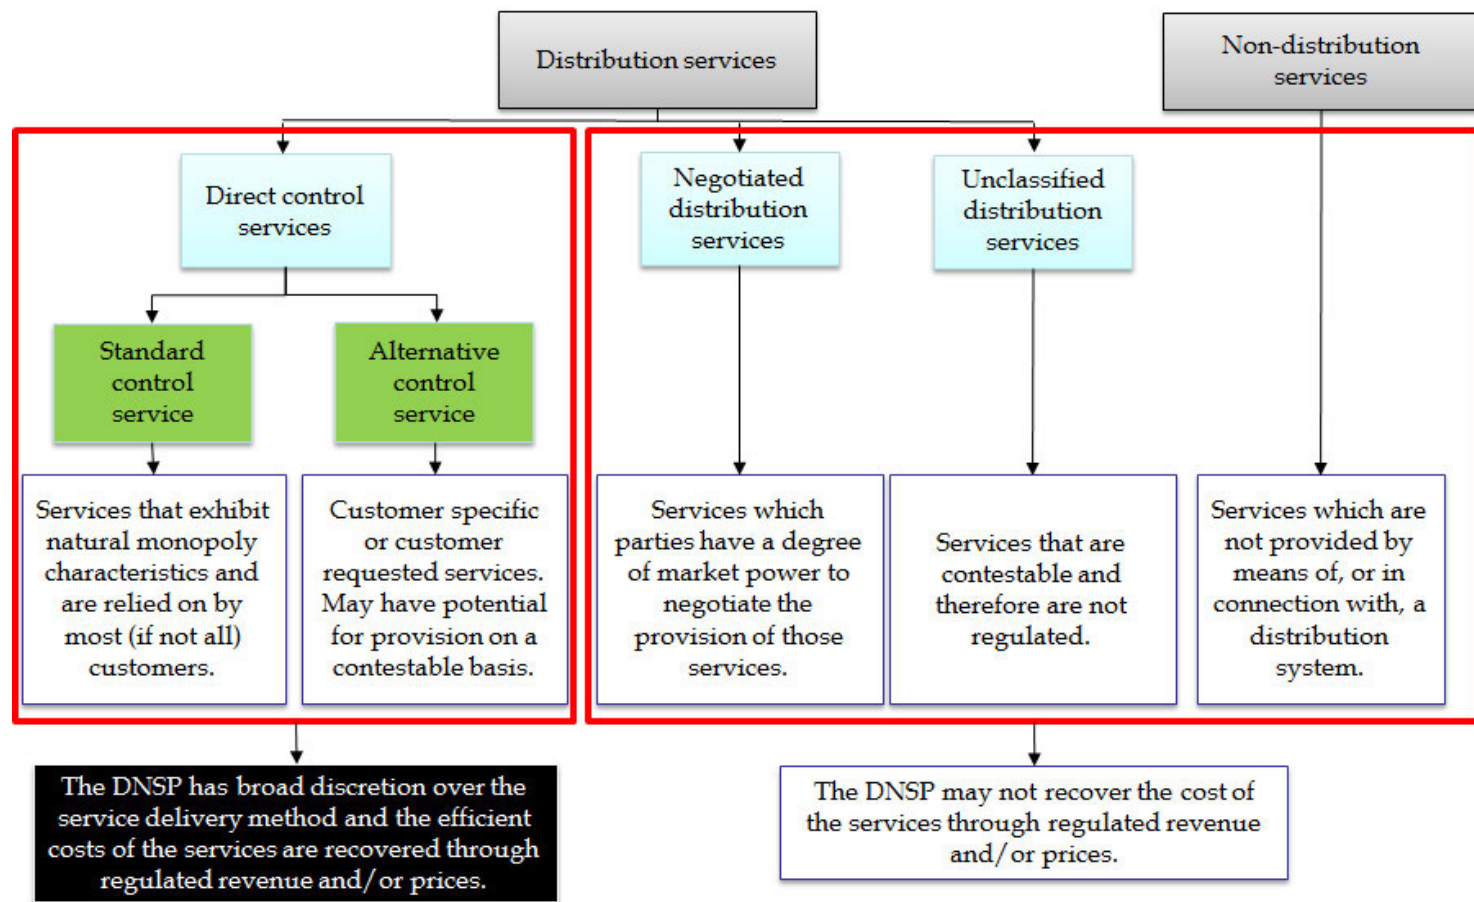 Distribution services
Non-distribution
services
Direct control
services
Negotiated
distribution
services
Unclassified
distribution
services
Standard
control
service
Alternative
control
service
Services that exhibit
natural monopoly
characteristics and
are relied on by
most (if not all)
customers.
Customer specific
or customer
requested services.
May have potential
for provision on a
contestable basis.
Services which
parties have a degree
of market power to
negotiate the
provision of those
services.
Services that are
contestable and
therefore are not
regulated.
Services which are
not provided by
means of, or in
connection with, a
distribution
system.
The DNSP has broad discretion over the
service delivery method and the efficient
costs of the services are recovered through
regulated revenue and/or prices.
The DNSP may not recover the cost of
the services through regulated revenue
and/or prices.